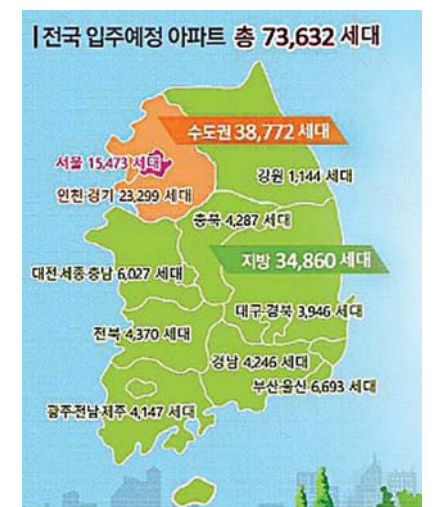 전국 입주예정 아파트 총 73,632 세대
수도권 38,772 세대
서울 15,473 세대
강원 1,144 세대
인천·경기 23,299 세대
충북 4,287 세대
지방 34,860 세대
대전·세종·충남 6,027 세대
대구·경북 3,946 세대
전북 4,370 세대
경남 4,246 세대
부산·울산 6,693 세대
광주·전남·제주 4,147 세대